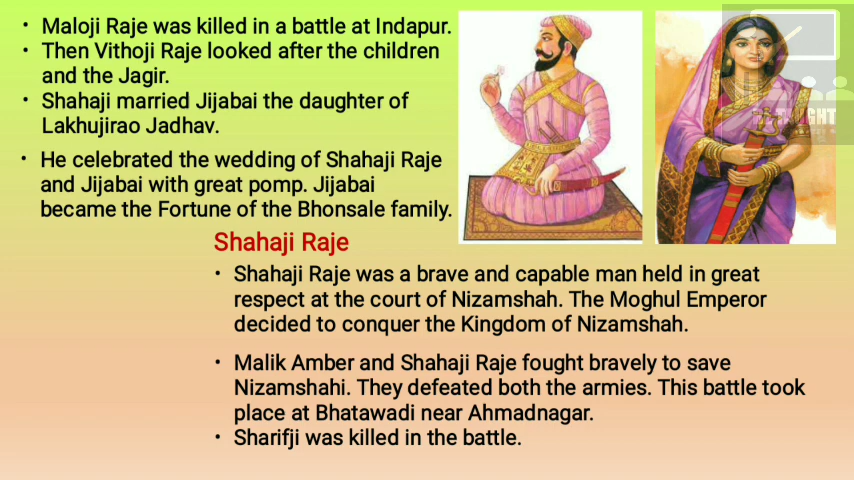 • Maloji Raje was killed in a battle at Indapur.
• Then Vithoji Raje looked after the children
and the Jagir.
• Shahaji married Jijabai the daughter of
Lakhujirao Jadhav.
• He celebrated the wedding of Shahaji Raje
and Jijabai with great pomp. Jijabai
became the Fortune of the Bhonsale family.
Shahaji Raje
• Shahaji Raje was a brave and capable man held in great
respect at the court of Nizamshah. The Moghul Emperor
decided to conquer the Kingdom of Nizamshah.
• Malik Amber and Shahaji Raje fought bravely to save
Nizamshahi. They defeated both the armies. This battle took
place at Bhatawadi near Ahmadnagar.
• Sharifji was killed in the battle.